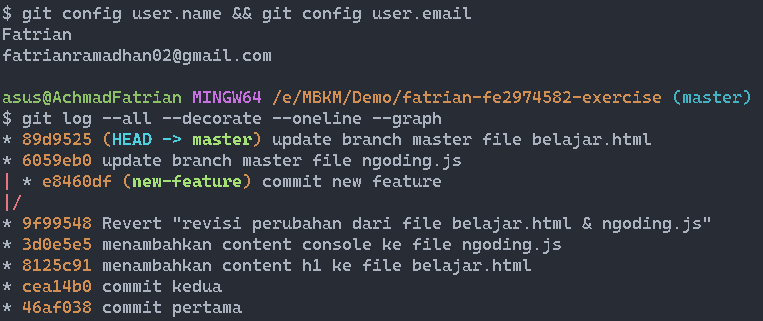 $ git config user.name && git config user.email
Fatrian
fatrianramadhan02@gmail.com
asus@AchmadFatrian MINGW64 /e/MBKM/Demo/fatrian-fe2974582-exercise (master)
$ git log --all --decorate --oneline --graph
* 89d9525 (HEAD -> master) update branch master file belajar.html
* 6059eb0 update branch master file ngoding.js
| * e8460df (new-feature) commit new feature
|/
* 9f99548 Revert "revisi perubahan dari file belajar.html & ngoding.js"
* 3d0e5e5 menambahkan content console ke file ngoding.js
* 8125c91 menambahkan content h1 ke file belajar.html
* cea14b0 commit kedua
* 46af038 commit pertama